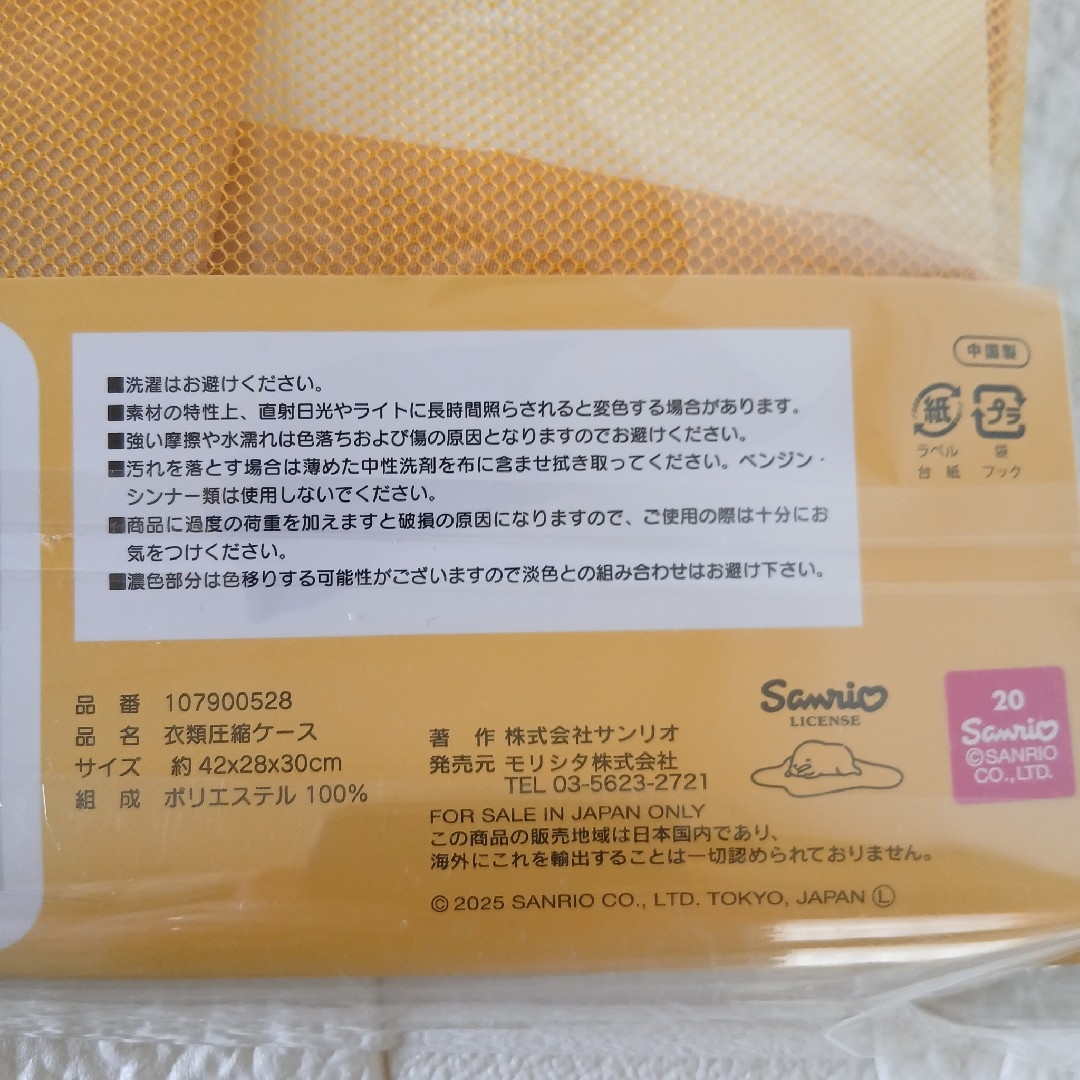 ■洗濯はお避けください。
■素材の特性上、直射日光やライトに長時間照らされると変色する場合があります。
■強い摩擦や水濡れは色落ちおよび傷の原因となりますのでお避けください。
■汚れを落とす場合は薄めた中性洗剤を布に含ませ拭き取ってください。ベンジン・
シンナー類は使用しないでください。
■商品に過度の荷重を加えますと破損の原因になりますので、ご使用の際は十分にお
気をつけください。
■濃色部分は色移りする可能性がございますので淡色との組み合わせはお避け下さい。
中国製
紙 プラ
ラベル 袋
台紙 フック
品番 107900528
品名 衣類圧縮ケース
サイズ 約 42x28x30cm
組成 ポリエステル 100%
著作 株式会社サンリオ
発売元 モリシタ株式会社
TEL 03-5623-2721
FOR SALE IN JAPAN ONLY
この商品の販売地域は日本国内であり、
海外にこれを輸出することは一切認められておりません。
© 2025 SANRIO CO., LTD. TOKYO, JAPAN Ⓛ
Sanrio
LICENSE
20
Sanrio
©SANRIO
CO.,LTD.